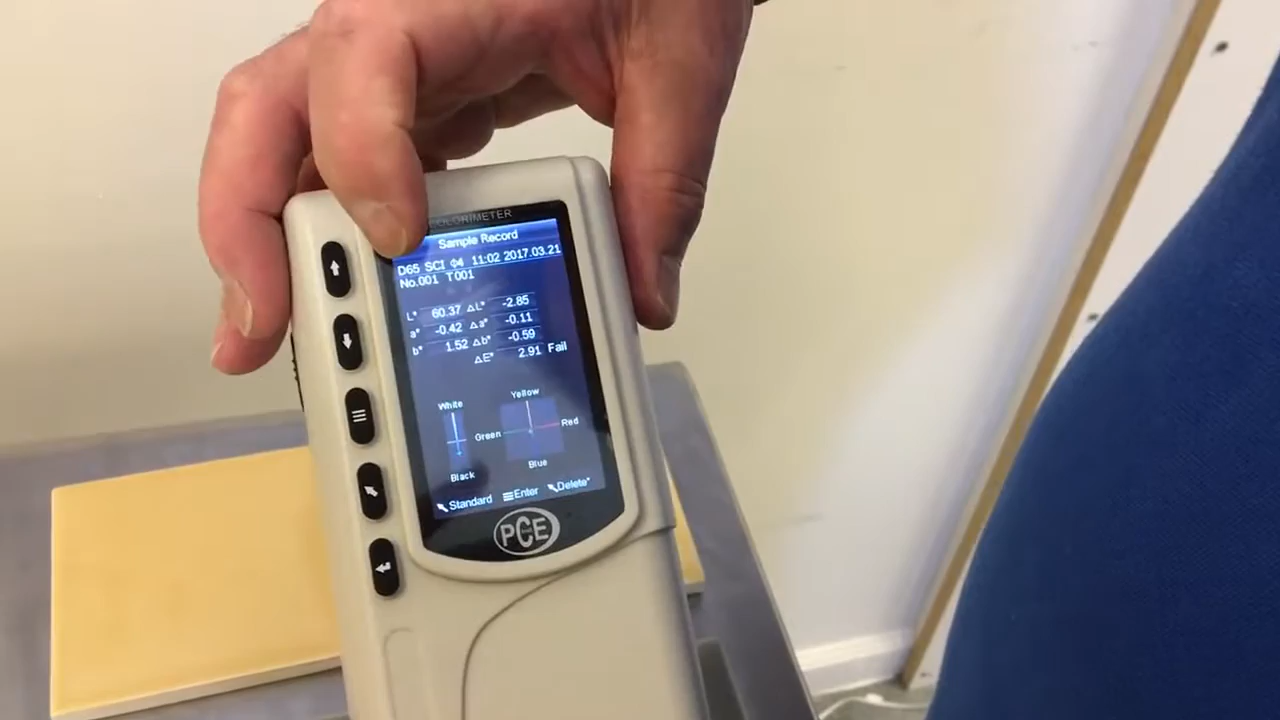 COLORIMETER
Sample Record
D65 SCI Φ4 11:02 2017.03.21
No.001 T001
L* 60.37 ΔL* -2.85
a* -0.42 Δa* -0.11
b* 1.52 Δb* -0.59
ΔE* 2.91 Fail
White Yellow
Green Red
Black Blue
Standard Enter Delete*
PCE